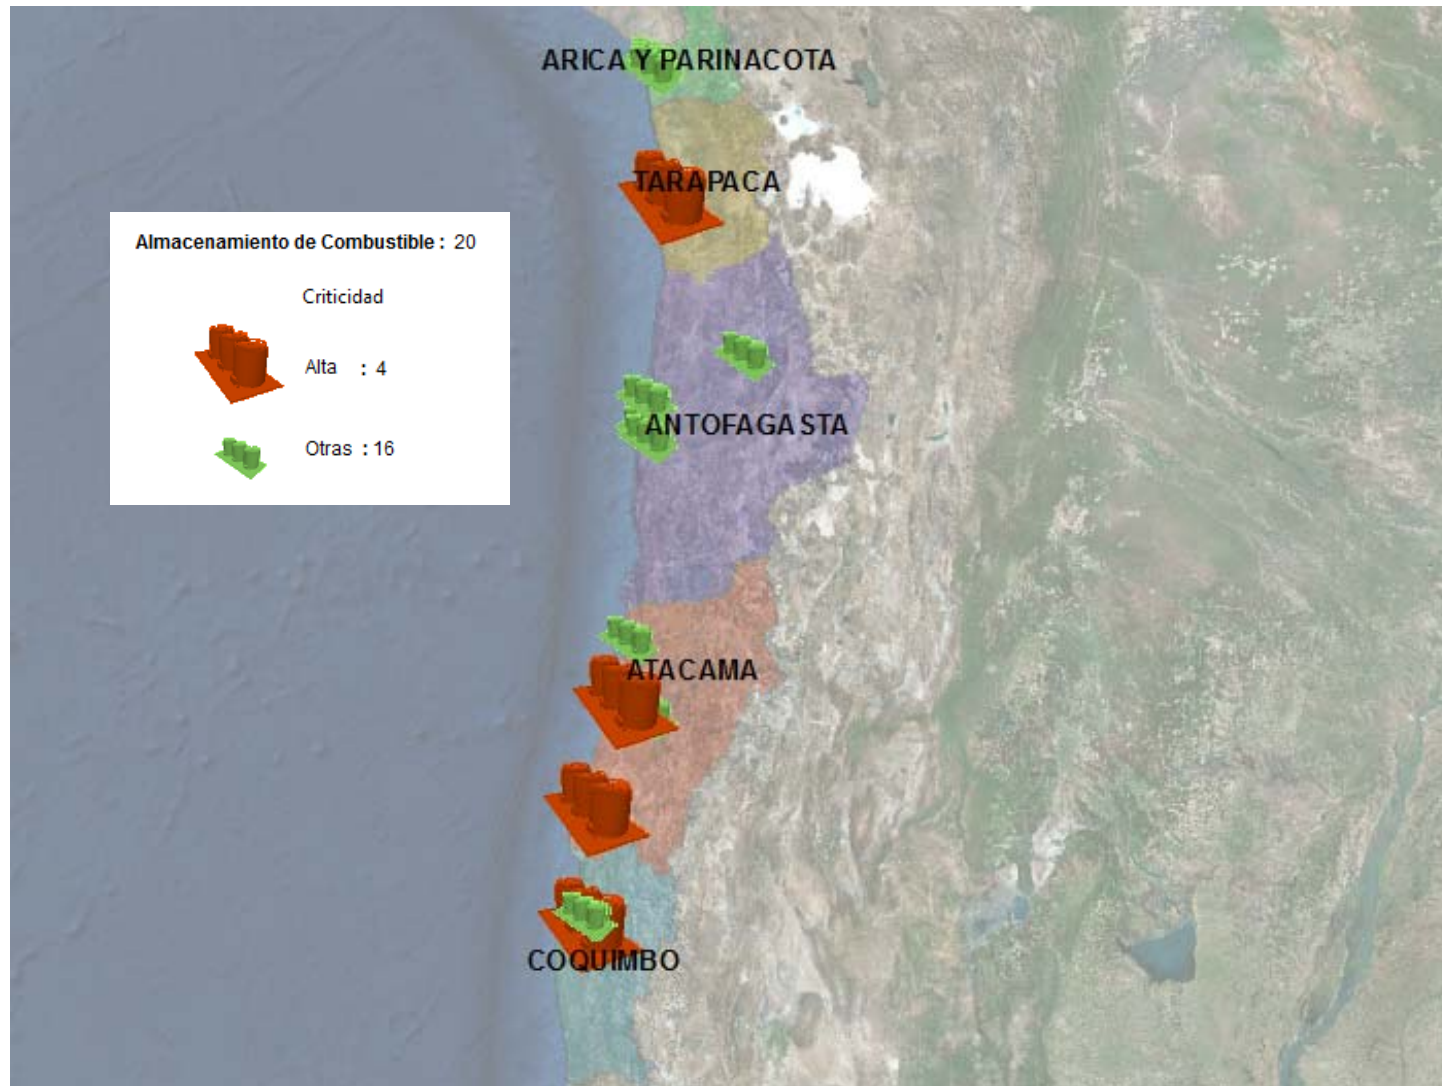 ARICA Y PARINACOTA
TARAPACA
Almacenamiento de Combustible : 20
Criticidad
Alta : 4
Otras : 16
ANTOFAGASTA
ATACAMA
COQUIMBO